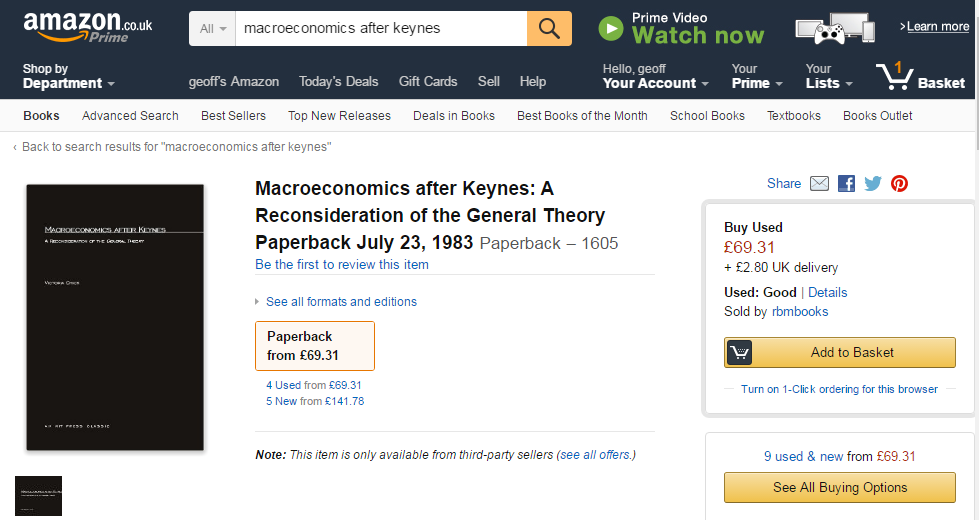 amazon.co.uk
Prime
All
macroeconomics after keynes
Prime Video
Watch now
>Learn more
Shop by
Department
geoff's Amazon
Today's Deals
Gift Cards
Sell
Help
Hello, geoff
Your Account
Your
Prime
Your
Lists
1
Basket
Books
Advanced Search
Best Sellers
Top New Releases
Deals in Books
Best Books of the Month
School Books
Textbooks
Books Outlet
‹ Back to search results for "macroeconomics after keynes"
MACROECONOMICS AFTER KEYNES
A RECONSIDERATION OF THE GENERAL THEORY
VICTORIA CHICK
AN MIT PRESS CLASSIC
Macroeconomics after Keynes: A
Reconsideration of the General Theory
Paperback July 23, 1983 Paperback – 1605
Be the first to review this item
See all formats and editions
Paperback
from £69.31
4 Used from £69.31
5 New from £141.78
Note: This item is only available from third-party sellers (see all offers.)
Share
Buy Used
£69.31
+ £2.80 UK delivery
Used: Good | Details
Sold by rbmbooks
Add to Basket
Turn on 1-Click ordering for this browser
9 used & new from £69.31
See All Buying Options